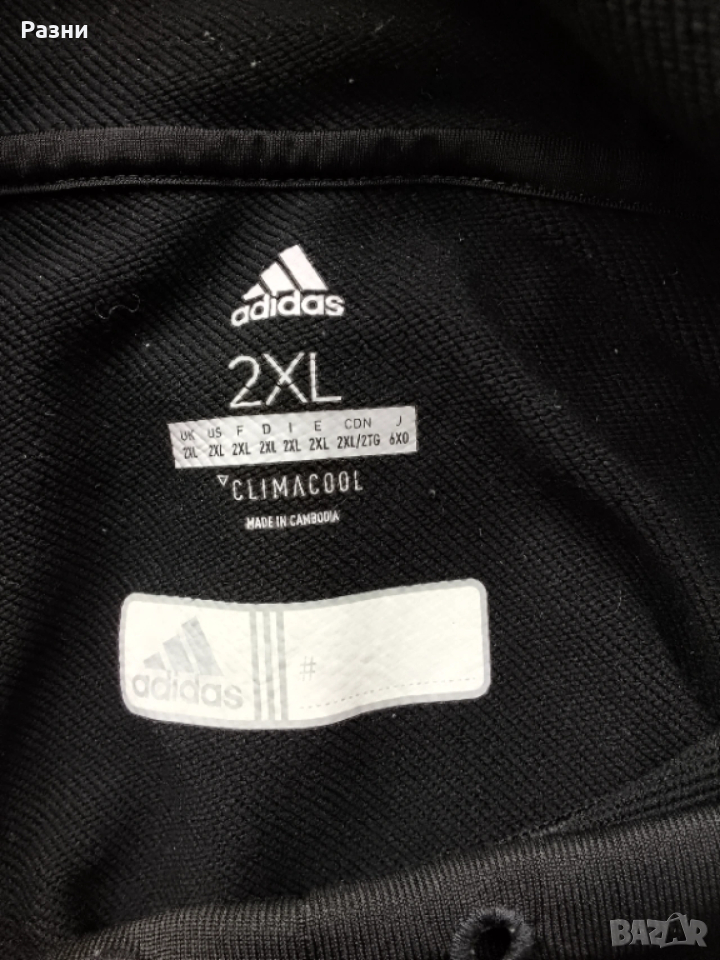 Разни
adidas
2XL
UK US F D I E CDN J
2XL 2XL 2XL 2XL 2XL 2XL 2XL/2TG 6XO
CLIMACOOL
MADE IN CAMBODIA
adidas #
BAZAR